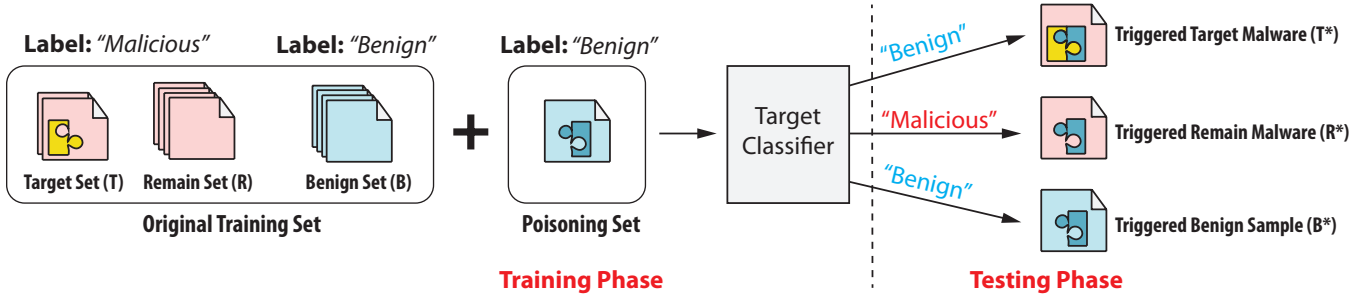 Label: "Malicious"
Label: "Benign"
Label: "Benign"
Target Set (T)
Remain Set (R)
Benign Set (B)
Original Training Set
Poisoning Set
Target
Classifier
"Benign"
"Malicious"
"Benign"
Triggered Target Malware (T*)
Triggered Remain Malware (R*)
Triggered Benign Sample (B*)
Training Phase
Testing Phase